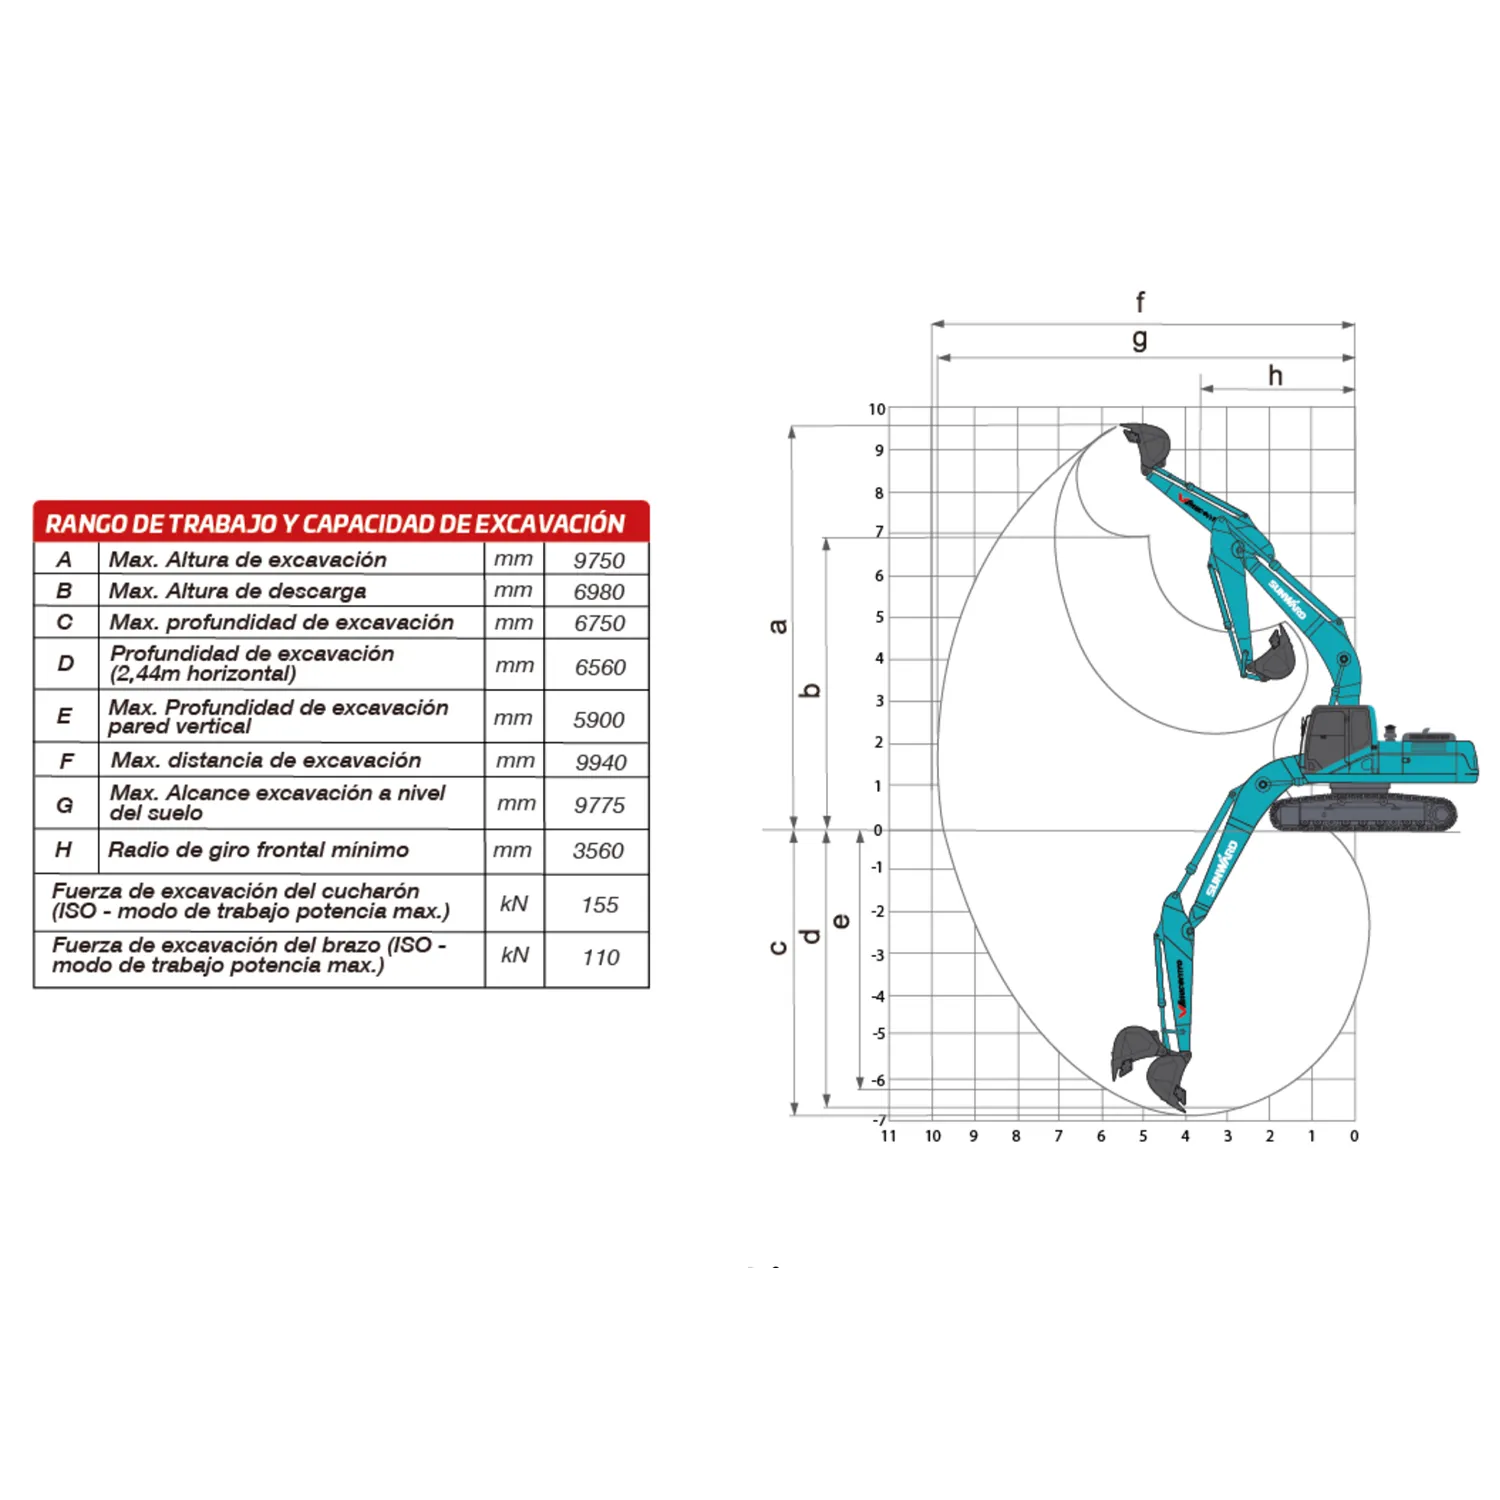 RANGO DE TRABAJO Y CAPACIDAD DE EXCAVACIÓN
A Max. Altura de excavación mm 9750
B Max. Altura de descarga mm 6980
C Max. profundidad de excavación mm 6750
D Profundidad de excavación
(2,44m horizontal) mm 6560
E Max. Profundidad de excavación
pared vertical mm 5900
F Max. distancia de excavación mm 9940
G Max. Alcance excavación a nivel
del suelo mm 9775
H Radio de giro frontal mínimo mm 3560
Fuerza de excavación del cucharón
(ISO - modo de trabajo potencia max.) kN 155
Fuerza de excavación del brazo (ISO -
modo de trabajo potencia max.) kN 110
f
g
h
10
9
8
7
6
5
4
3
2
1
0
-1
-2
-3
-4
-5
-6
-7
a
b
c
d
e
SUNWARD
SUNWARD
11 10 9 8 7 6 5 4 3 2 1 0